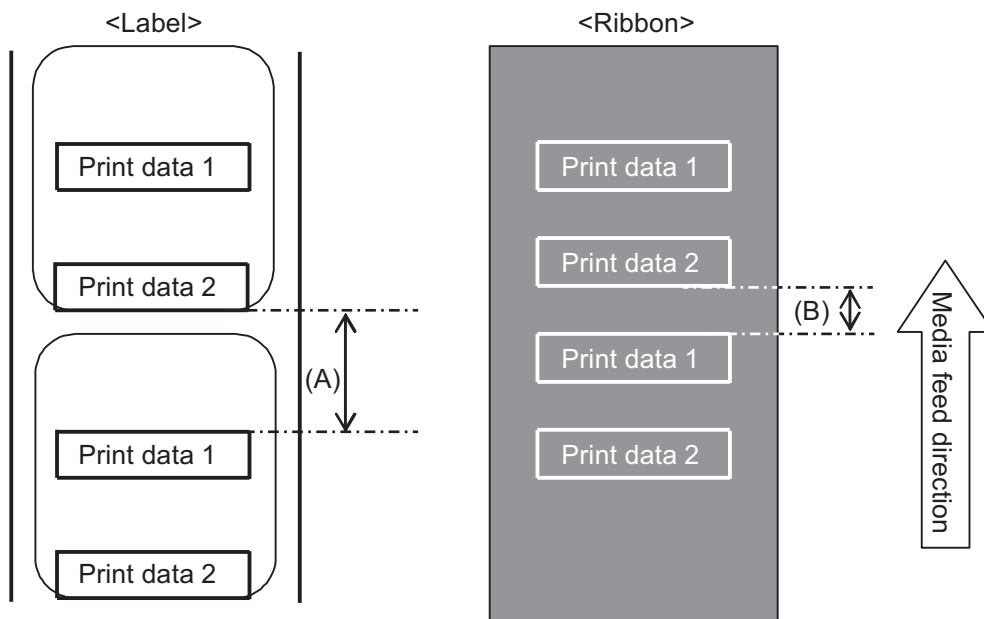 <Label>
Print data 1
Print data 2
Print data 1
Print data 2
(A)
<Ribbon>
Print data 1
Print data 2
Print data 1
Print data 2
(B)
Media feed direction